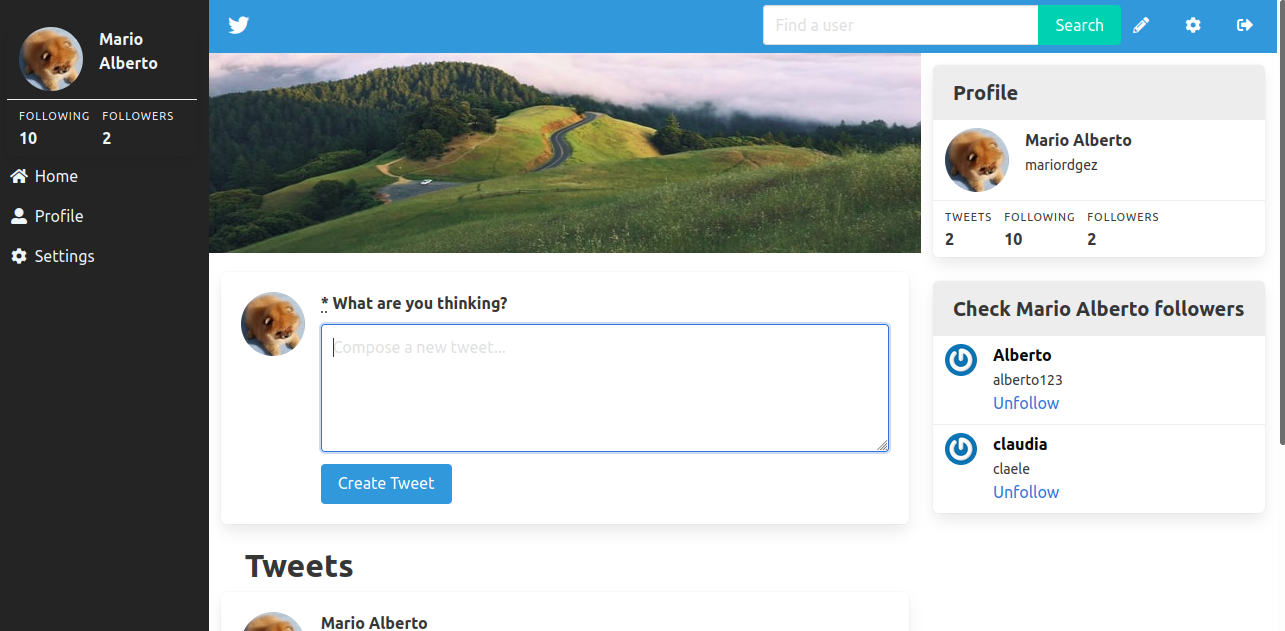 Mario
Alberto
FOLLOWING FOLLOWERS
10 2
Home
Profile
Settings
Find a user
Search
* What are you thinking?
Compose a new tweet...
Create Tweet
Tweets
Mario Alberto
Profile
Mario Alberto
mariordgez
TWEETS FOLLOWING FOLLOWERS
2 10 2
Check Mario Alberto followers
Alberto
alberto123
Unfollow
claudia
claele
Unfollow